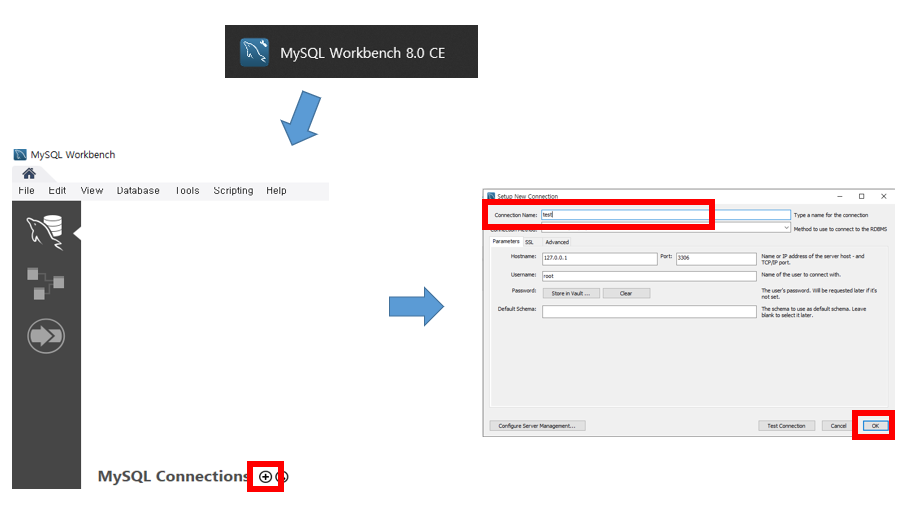 MySQL Workbench 8.0 CE
MySQL Workbench
File Edit View Database Tools Scripting Help
MySQL Connections
Setup New Connection
Connection Name: test Type a name for the connection
Connection Method: Method to use to connect to the RDBMS
Parameters SSL Advanced
Hostname: 127.0.0.1 Port: 3306 Name or IP address of the server host - and
TCP/IP port.
Username: root Name of the user to connect with.
Password: Store in Vault ... Clear The user's password. Will be requested later if it's
not set.
Default Schema: The schema to use as default schema. Leave
blank to select it later.
Configure Server Management... Test Connection Cancel OK